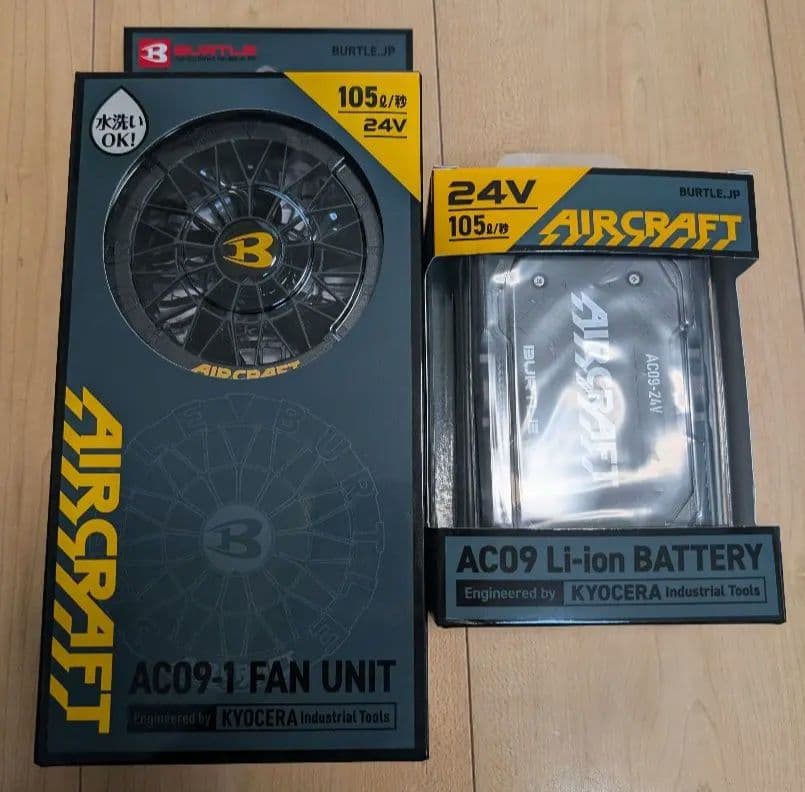 BURTLE
BURTLE.JP
水洗い
OK!
105ℓ/秒
24V
B
AIRCRAFT
AIRCRAFT
LEV BURTLE
B
AC09-1 FAN UNIT
Engineered by KYOCERA Industrial Tools
24V
105ℓ/秒
BURTLE.JP
AIRCRAFT
AIRCRAFT
BURTLE
AC09-24V
AC09 Li-ion BATTERY
Engineered by KYOCERA Industrial Tools